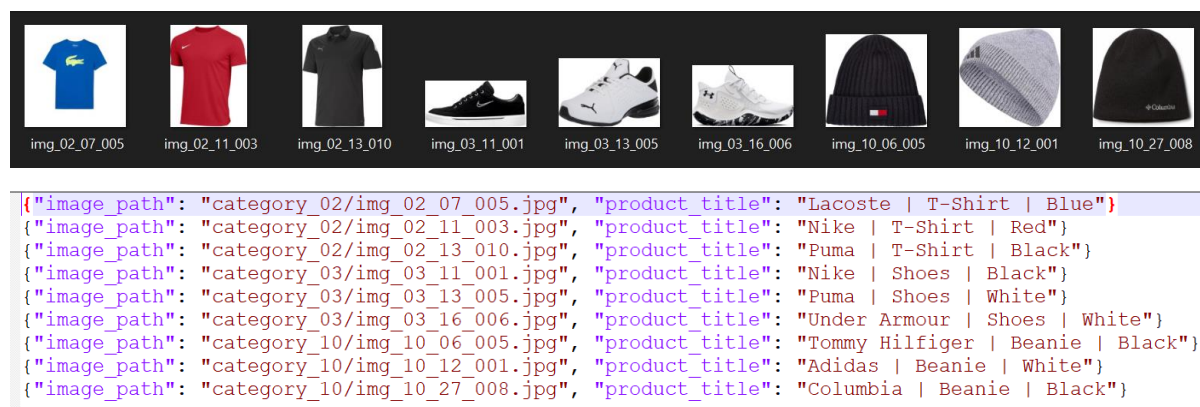 img_02_07_005 img_02_11_003 img_02_13_010 img_03_11_001 img_03_13_005 img_03_16_006 img_10_06_005 img_10_12_001 img_10_27_008
Columbia
{"image_path": "category_02/img_02_07_005.jpg", "product_title": "Lacoste | T-Shirt | Blue"}
{"image_path": "category_02/img_02_11_003.jpg", "product_title": "Nike | T-Shirt | Red"}
{"image_path": "category_02/img_02_13_010.jpg", "product_title": "Puma | T-Shirt | Black"}
{"image_path": "category_03/img_03_11_001.jpg", "product_title": "Nike | Shoes | Black"}
{"image_path": "category_03/img_03_13_005.jpg", "product_title": "Puma | Shoes | White"}
{"image_path": "category_03/img_03_16_006.jpg", "product_title": "Under Armour | Shoes | White"}
{"image_path": "category_10/img_10_06_005.jpg", "product_title": "Tommy Hilfiger | Beanie | Black"}
{"image_path": "category_10/img_10_12_001.jpg", "product_title": "Adidas | Beanie | White"}
{"image_path": "category_10/img_10_27_008.jpg", "product_title": "Columbia | Beanie | Black"}